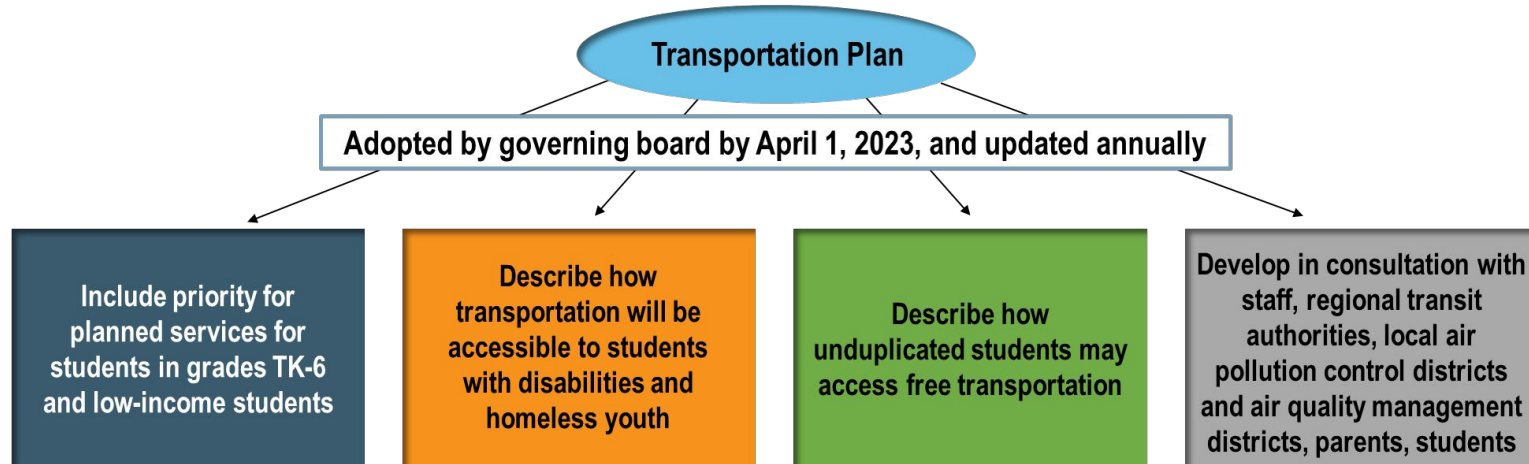 Transportation Plan
Adopted by governing board by April 1, 2023, and updated annually
Include priority for
planned services for
students in grades TK-6
and low-income students
Describe how
transportation will be
accessible to students
with disabilities and
homeless youth
Describe how
unduplicated students may
access free transportation
Develop in consultation with
staff, regional transit
authorities, local air
pollution control districts
and air quality management
districts, parents, students